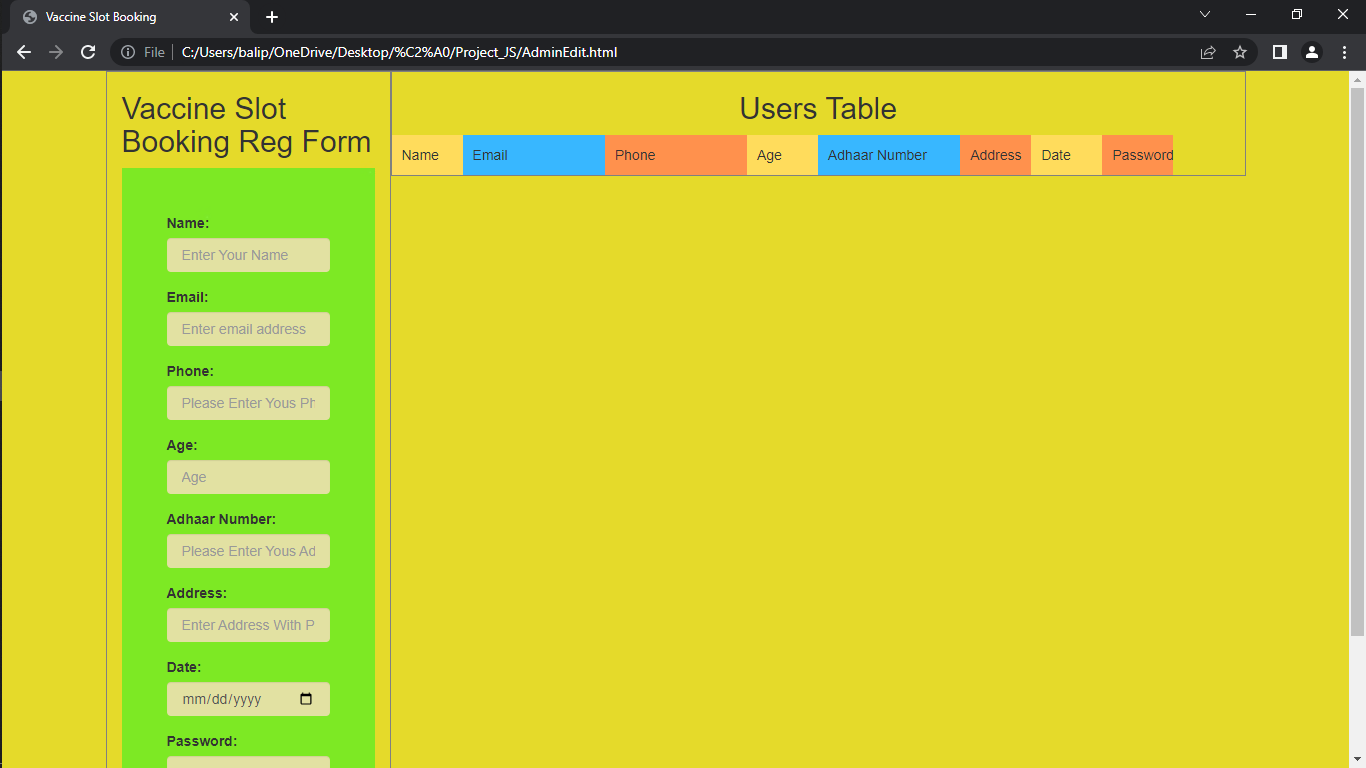 Vaccine Slot Booking
File
C:/Users/balip/OneDrive/Desktop/%C2%A0/Project_JS/AdminEdit.html
Vaccine Slot
Booking Reg Form
Name:
Enter Your Name
Email:
Enter email address
Phone:
Please Enter Yous Ph
Age:
Age
Adhaar Number:
Please Enter Yous Ad
Address:
Enter Address With P
Date:
mm/dd/yyyy
Password:
Users Table
Name Email Phone Age Adhaar Number Address Date Password